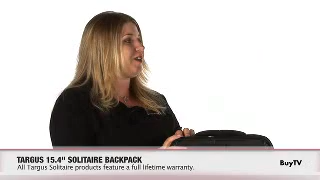 TARGUS 15.4" SOLITAIRE BACKPACK
All Targus Solitaire products feature a full lifetime warranty.
BuyTV